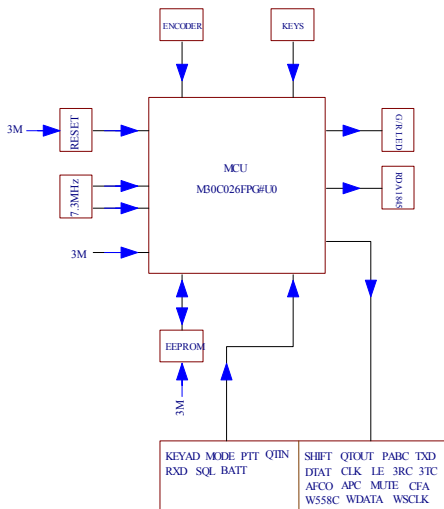 ENCODER
KEYS
3M
RESET
G/R LED
MCU
M30C026FPG#U0
7.3MHz
RDA1845
3M
EEPROM
3M
KEYAD MODE PTT QTIN
RXD SQL BATT
SHIFT QTOUT PABC TXD
DTAT CLK LE 3RC 3TC
AFCO APC MUTE CFA
W558C WDATA WSCLK